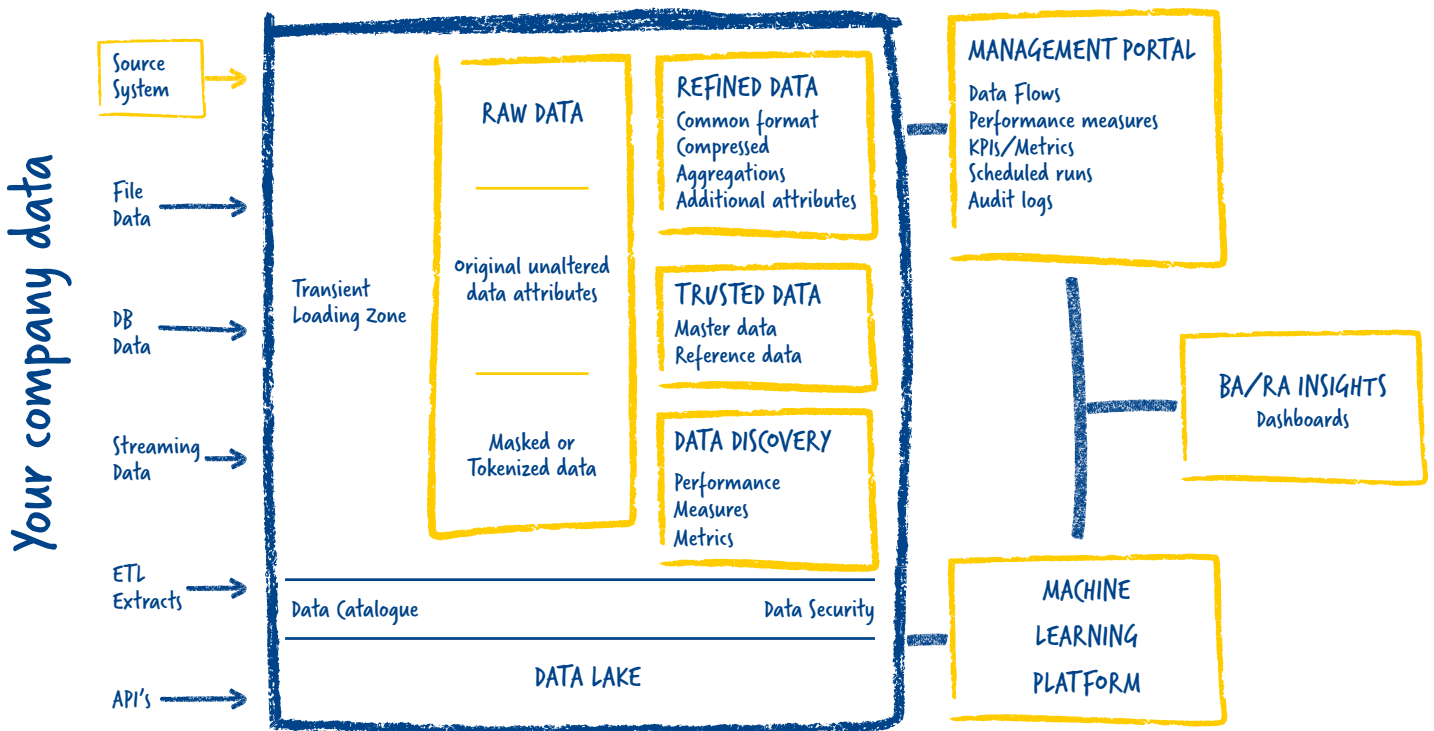 Your company data
Source
System
File
Data
DB
Data
Streaming
Data
ETL
Extracts
API's
Transient
Loading Zone
RAW DATA
Original unaltered
data attributes
Masked or
Tokenized data
REFINED DATA
Common format
Compressed
Aggregations
Additional attributes
TRUSTED DATA
Master data
Reference data
DATA DISCOVERY
Performance
Measures
Metrics
Data Catalogue
Data Security
DATA LAKE
MANAGEMENT PORTAL
Data Flows
Performance measures
KPIs/Metrics
Scheduled runs
Audit logs
BA/RA INSIGHTS
Dashboards
MACHINE
LEARNING
PLATFORM